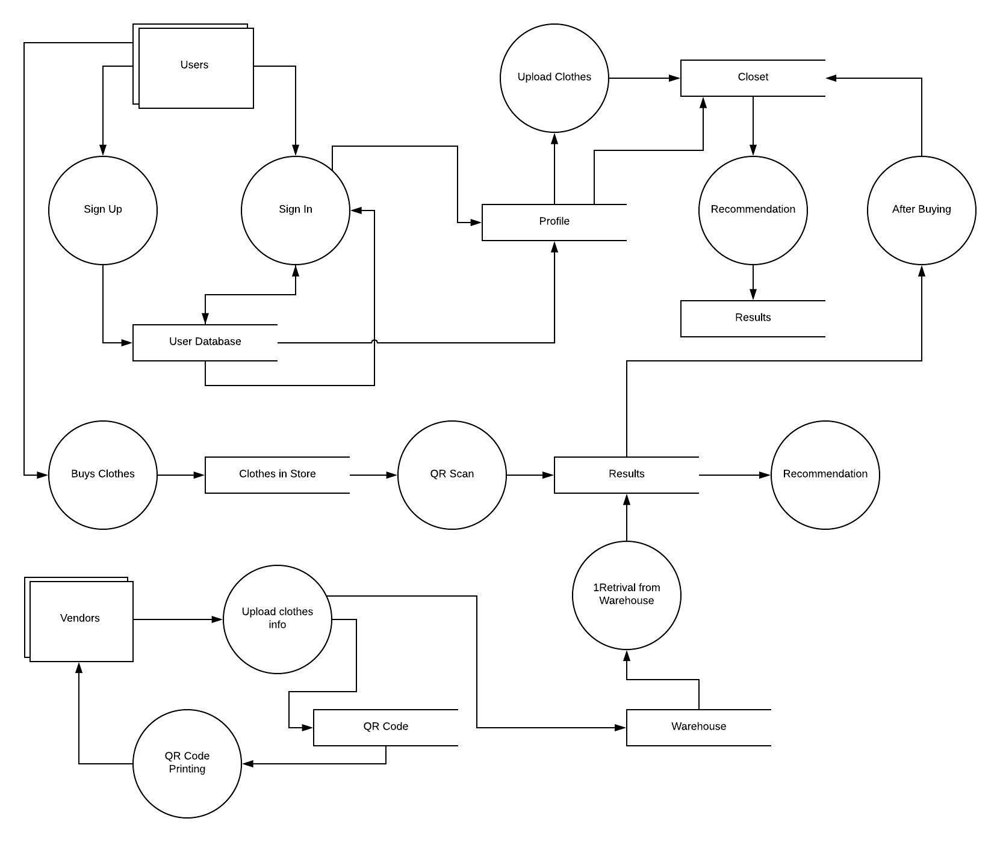 Users
Upload Clothes
Closet
Sign Up
Sign In
Profile
Recommendation
After Buying
User Database
Results
Buys Clothes
Clothes in Store
QR Scan
Results
Recommendation
Vendors
Upload clothes
info
1Retrival from
Warehouse
QR Code
Warehouse
QR Code
Printing